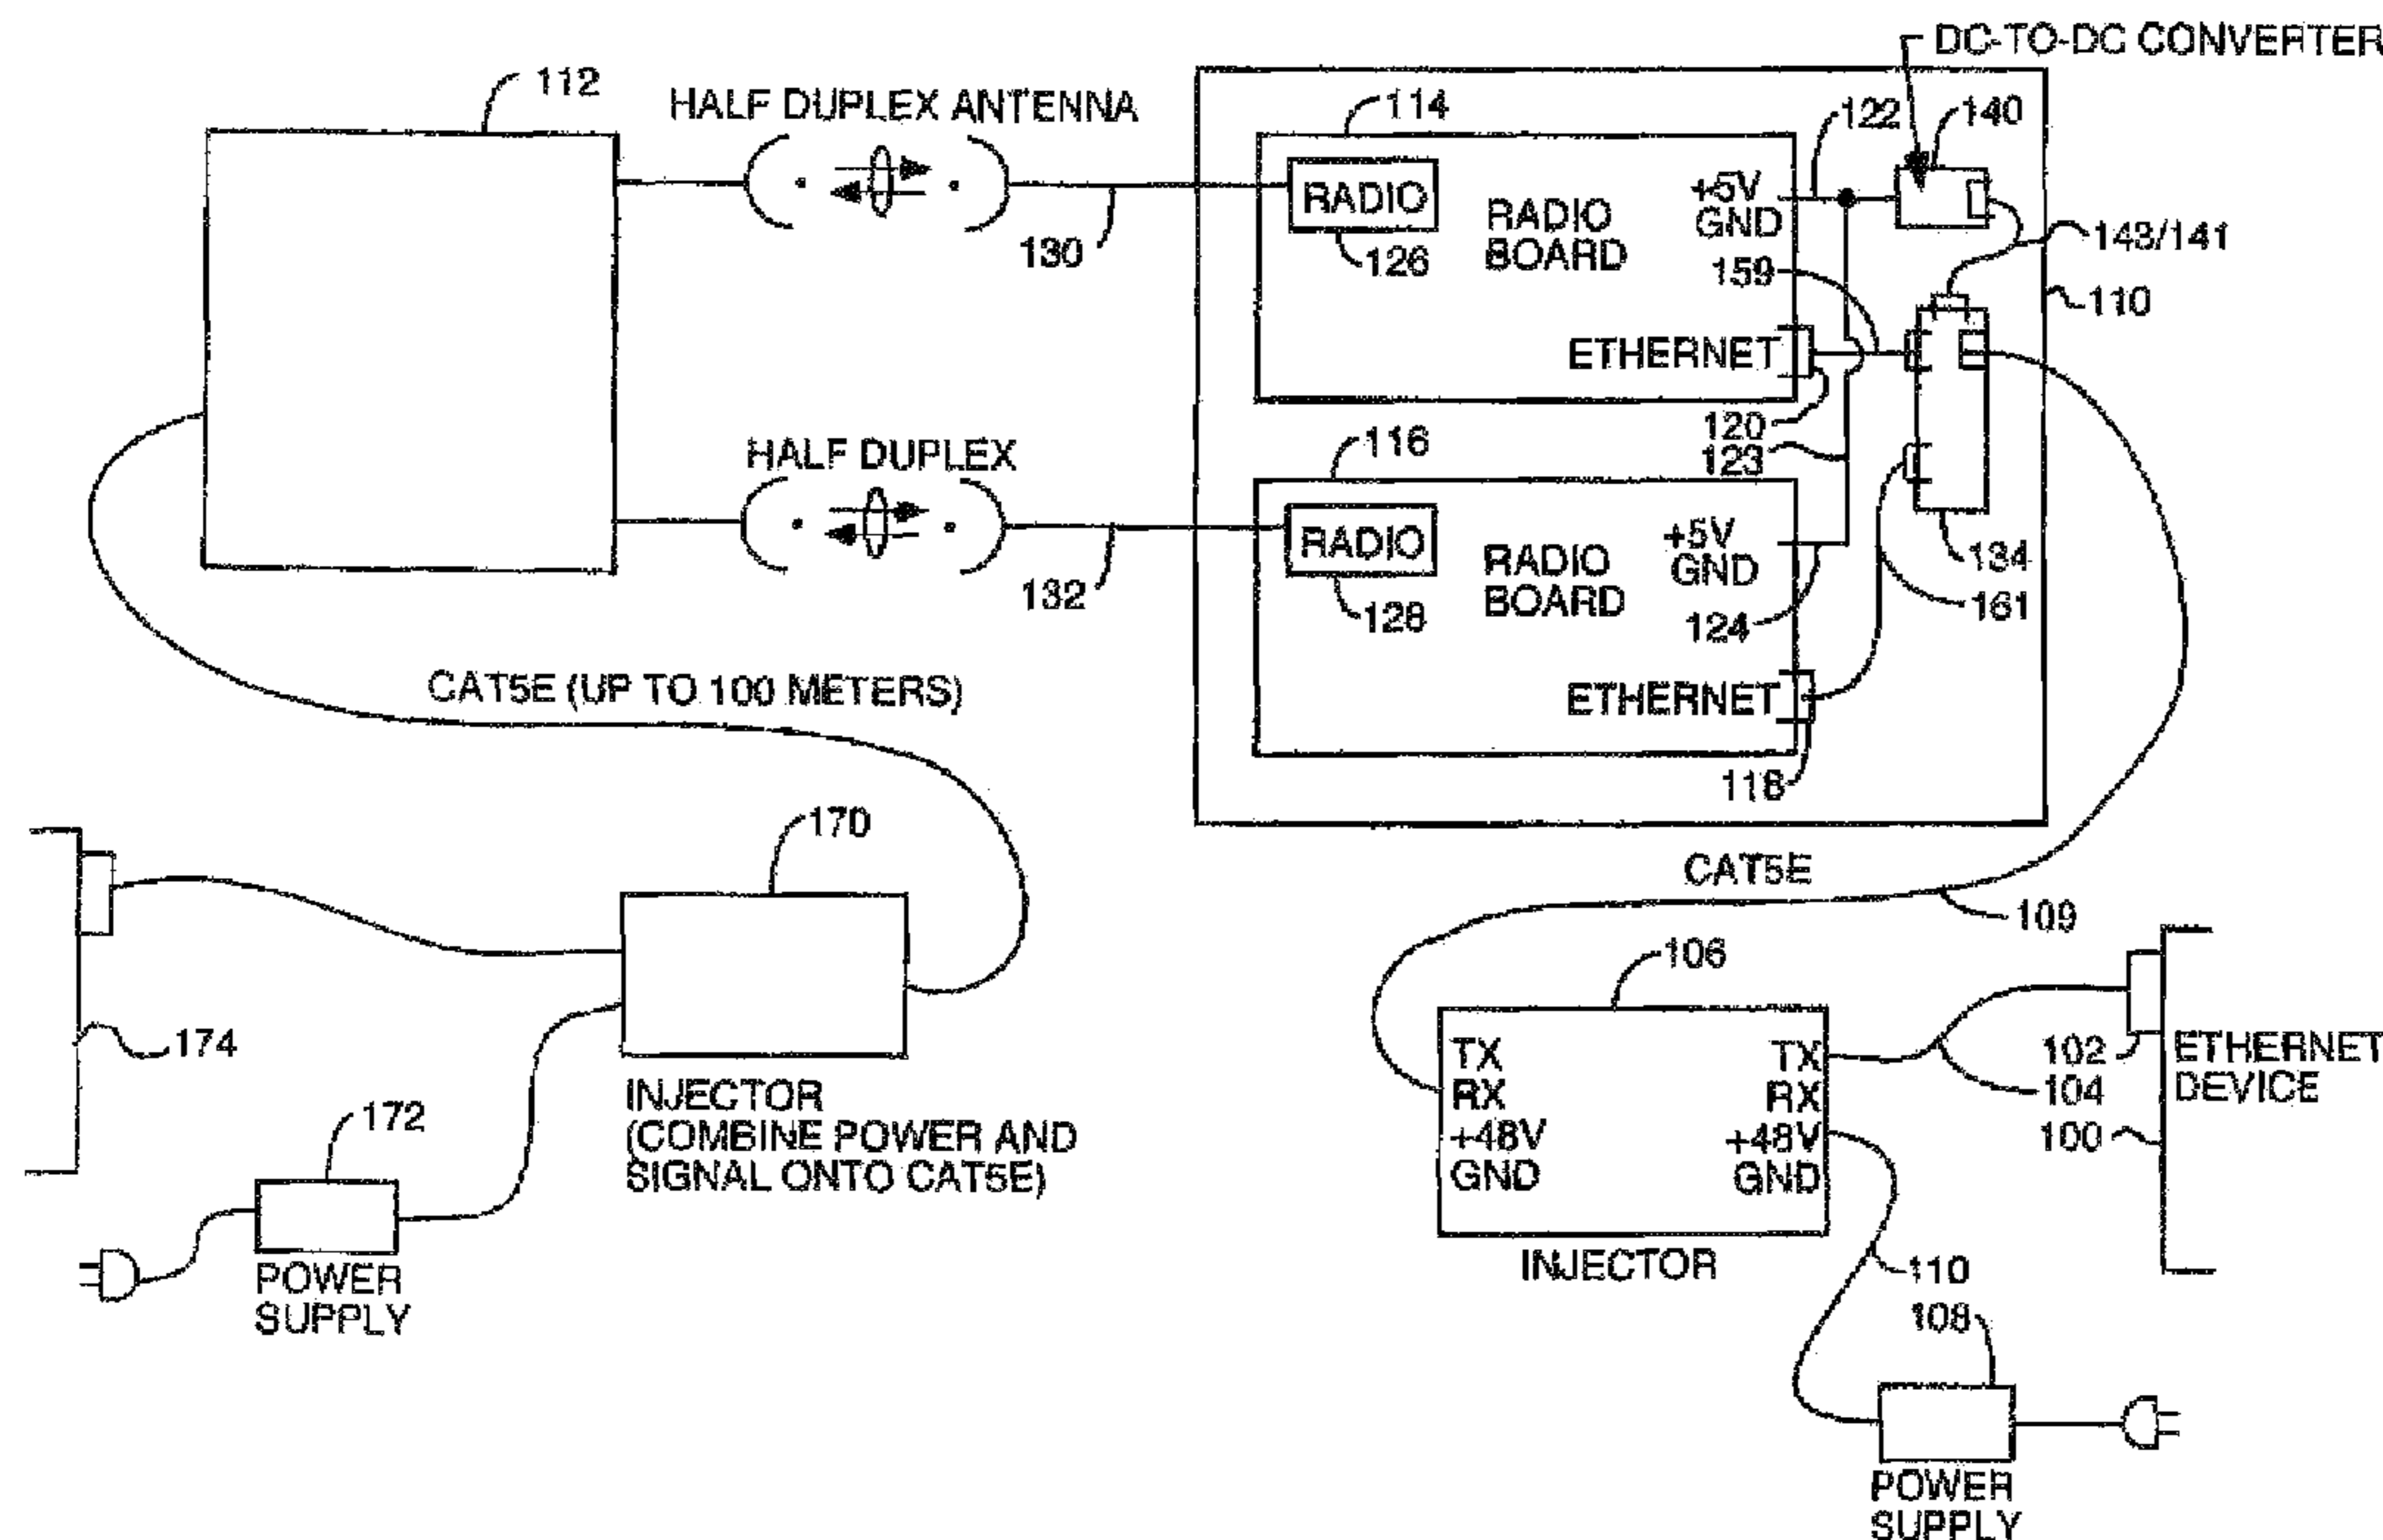 DC-TO-DC CONVERTER
112
HALF DUPLEX ANTENNA
114
122
140
RADIO
+5V
GND
RADIO
BOARD
130
126
159
143/141
110
ETHERNET
120
123
HALF DUPLEX
116
RADIO
+5V
GND
RADIO
BOARD
132
128
124
134
161
CAT5E (UP TO 100 METERS)
ETHERNET
118
170
CAT5E
109
106
174
TX
RX
+48V
GND
TX
RX
+48V
GND
102
104
100
ETHERNET
DEVICE
INJECTOR
(COMBINE POWER AND
SIGNAL ONTO CAT5E)
172
POWER
SUPPLY
INJECTOR
110
108
POWER
SUPPLY